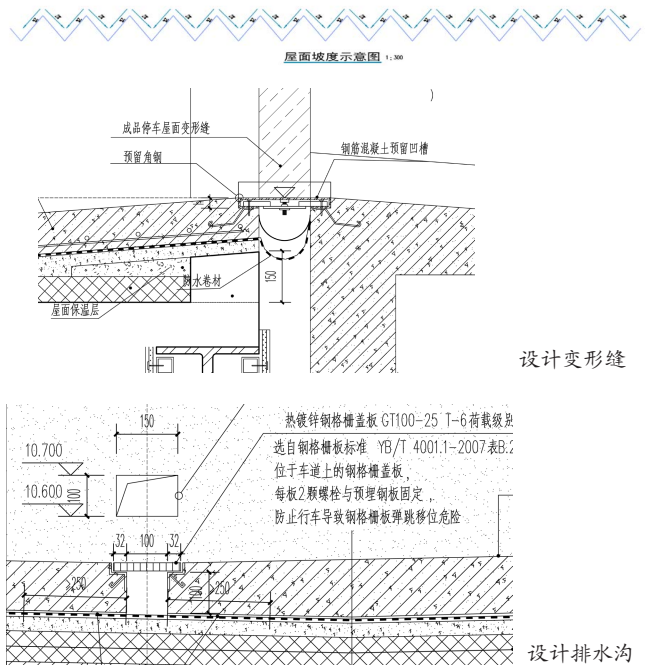 屋面坡度示意图 1:300
成品停车屋面变形缝
钢筋混凝土预留凹槽
预留角钢
150
防水卷材
屋面保温层
设计变形缝
热镀锌钢格栅盖板 GT100-25 T-6荷载级别
选自钢格栅板标准 YB/T 4001.1-2007表B.2
位于车道上的钢格栅盖板，
每板2颗螺栓与预埋钢板固定，
防止行车导致钢格栅板弹跳移位危险
150
10.700
10.600
100
32 100 32
>250
100
>250
设计排水沟